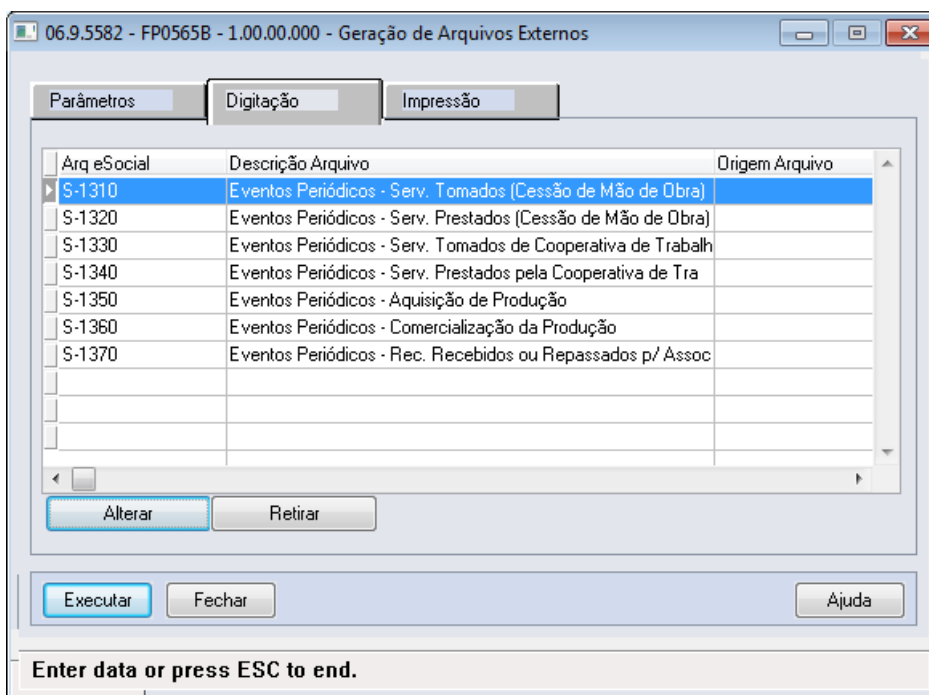 06.9.5582 - FP0565B - 1.00.00.000 - Geração de Arquivos Externos
Parâmetros Digitação Impressão
Arq eSocial Descrição Arquivo Origem Arquivo
S-1310 Eventos Periódicos - Serv. Tomados (Cessão de Mão de Obra)
S-1320 Eventos Periódicos - Serv. Prestados (Cessão de Mão de Obra)
S-1330 Eventos Periódicos - Serv. Tomados de Cooperativa de Trabalh
S-1340 Eventos Periódicos - Serv. Prestados pela Cooperativa de Tra
S-1350 Eventos Periódicos - Aquisição de Produção
S-1360 Eventos Periódicos - Comercialização da Produção
S-1370 Eventos Periódicos - Rec. Recebidos ou Repassados p/ Assoc
Alterar Retirar
Executar Fechar Ajuda
Enter data or press ESC to end.